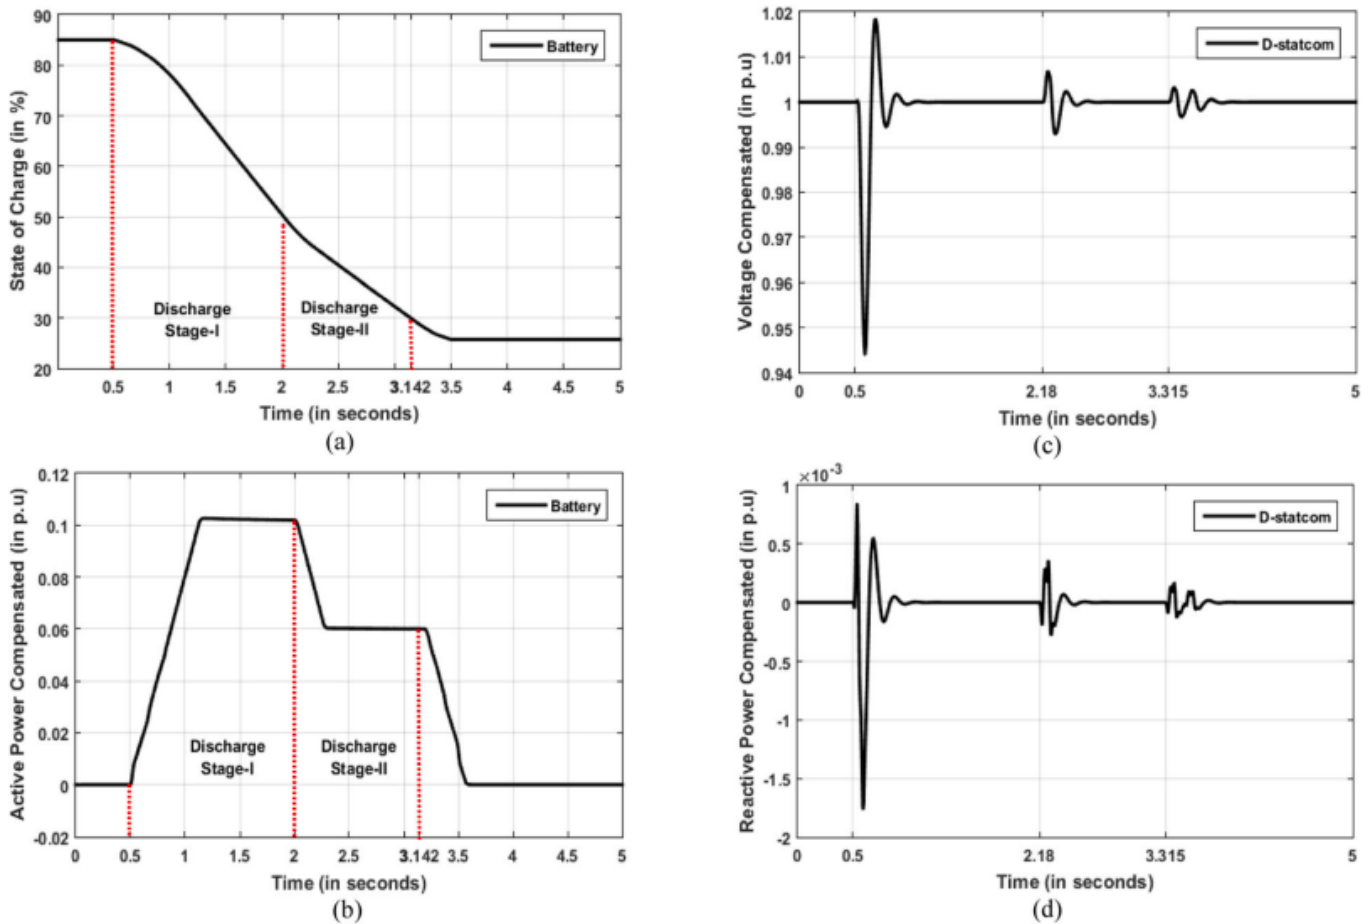 State of Charge (in %)
90
80
70
60
50
40
30
20
Battery
Discharge
Stage-I
Discharge
Stage-II
0.5 1 1.5 2 2.5 3.142 3.5 4 4.5 5
Time (in seconds)
(a)
Voltage Compensated (in p.u)
1.02
1.01
1
0.99
0.98
0.97
0.96
0.95
0.94
D-statcom
0 0.5 2.18 3.315 5
Time (in seconds)
(c)
Active Power Compensated (in p.u)
0.12
0.1
0.08
0.06
0.04
0.02
0
-0.02
Battery
Discharge
Stage-I
Discharge
Stage-II
0 0.5 1 1.5 2 2.5 3.142 3.5 4 4.5 5
Time (in seconds)
(b)
Reactive Power Compensated (in p.u)
×10⁻³
1
0.5
0
-0.5
-1
-1.5
-2
D-statcom
0 0.5 2.18 3.315 5
Time (in seconds)
(d)